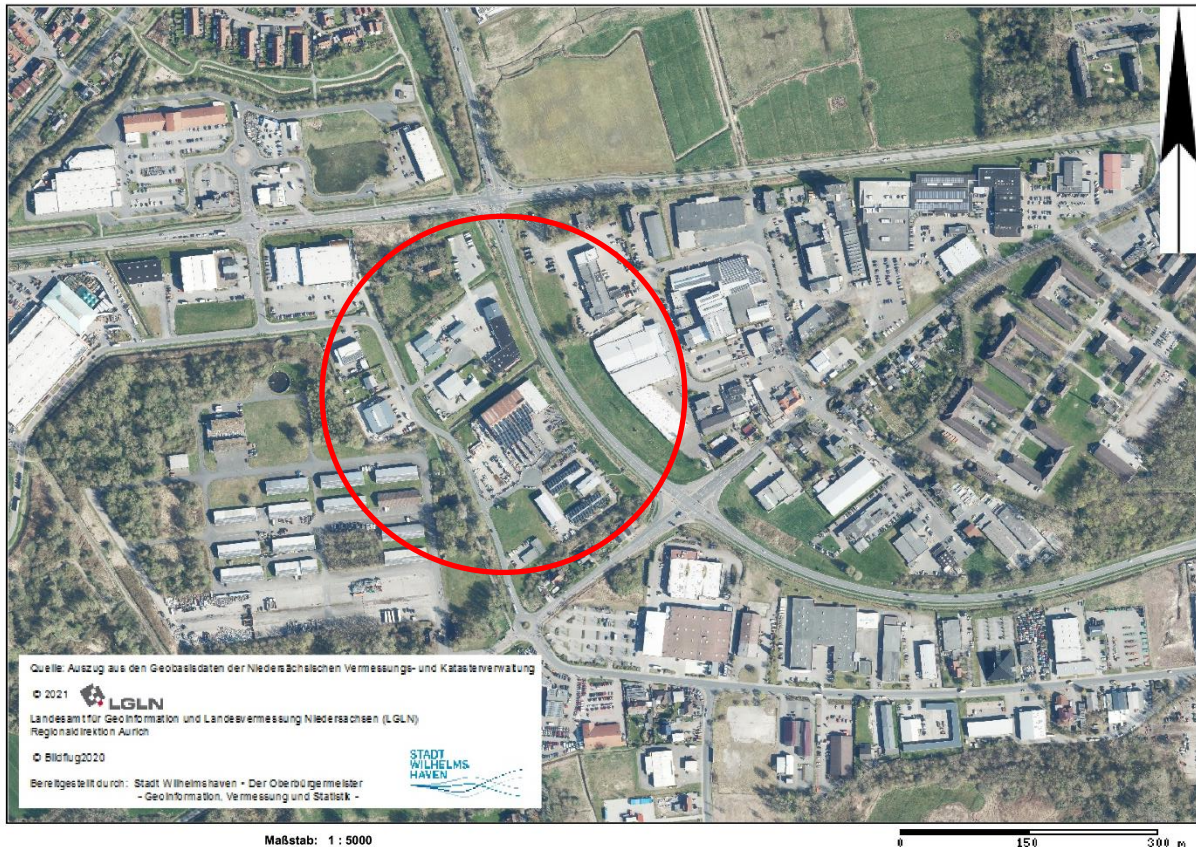 Quelle: Auszug aus den Geobasisdaten der Niedersächsischen Vermessungs- und Katasterverwaltung
© 2021 LGLN
Landesamt für Geoinformation und Landesvermessung Niedersachsen (LGLN)
Regionaldirektion Aurich
© Bildflug2020
Bereitgestellt durch: Stadt Wilhelmshaven - Der Oberbürgermeister
- Geoinformation, Vermessung und Statistik -
STADT
WILHELMS
HAVEN
Maßstab: 1 : 5000
0 150 300 m